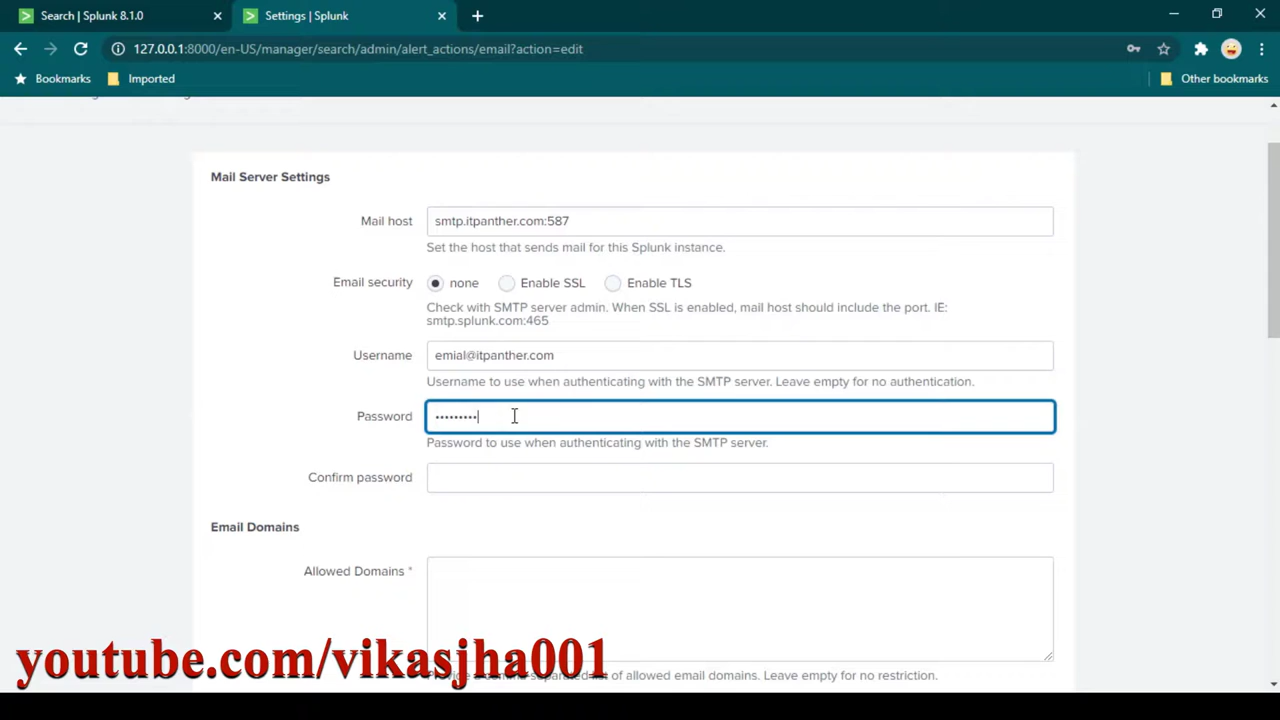 Search | Splunk 8.1.0
Settings | Splunk
127.0.0.1:8000/en-US/manager/search/admin/alert_actions/email?action=edit
Bookmarks
Imported
Other bookmarks
Mail Server Settings
Mail host
smtp.itpanther.com:587
Set the host that sends mail for this Splunk instance.
Email security
none
Enable SSL
Enable TLS
Check with SMTP server admin. When SSL is enabled, mail host should include the port. IE:
smtp.splunk.com:465
Username
emial@itpanther.com
Username to use when authenticating with the SMTP server. Leave empty for no authentication.
Password
•••••••••
Password to use when authenticating with the SMTP server.
Confirm password
Email Domains
Allowed Domains *
youtube.com/vikasjha001
of allowed email domains. Leave empty for no restriction.